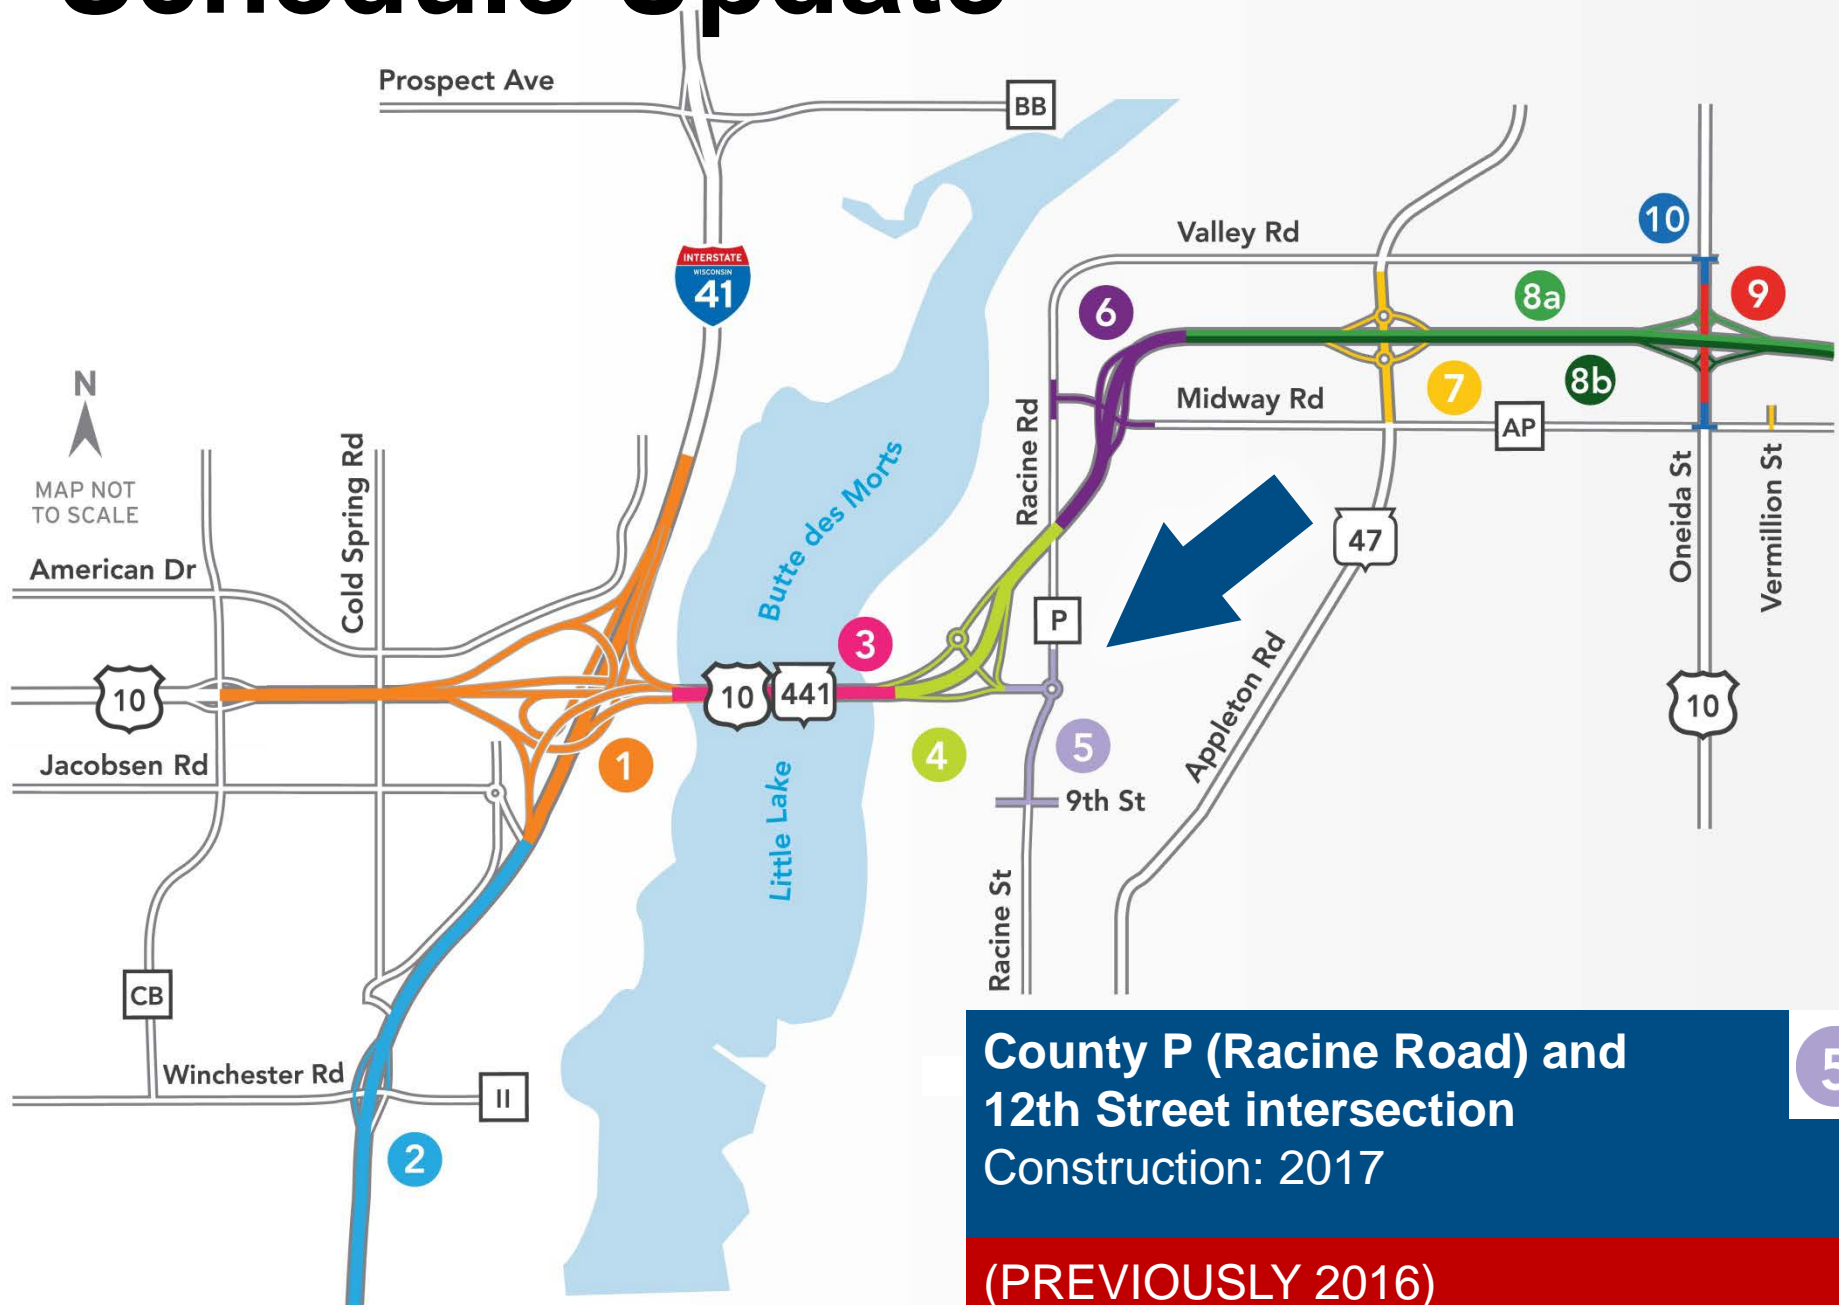 Schedule Update
Prospect Ave
BB
INTERSTATE
WISCONSIN
41
Valley Rd
10
8a
9
6
N
MAP NOT
TO SCALE
7
8b
Midway Rd
AP
Racine Rd
Cold Spring Rd
Butte des Morts
Oneida St
Vermillion St
American Dr
47
P
3
10
10
441
10
Appleton Rd
Jacobsen Rd
1
4
5
9th St
Little Lake
Racine St
CB
Winchester Rd
II
2
County P (Racine Road) and
12th Street intersection
Construction: 2017
5
(PREVIOUSLY 2016)